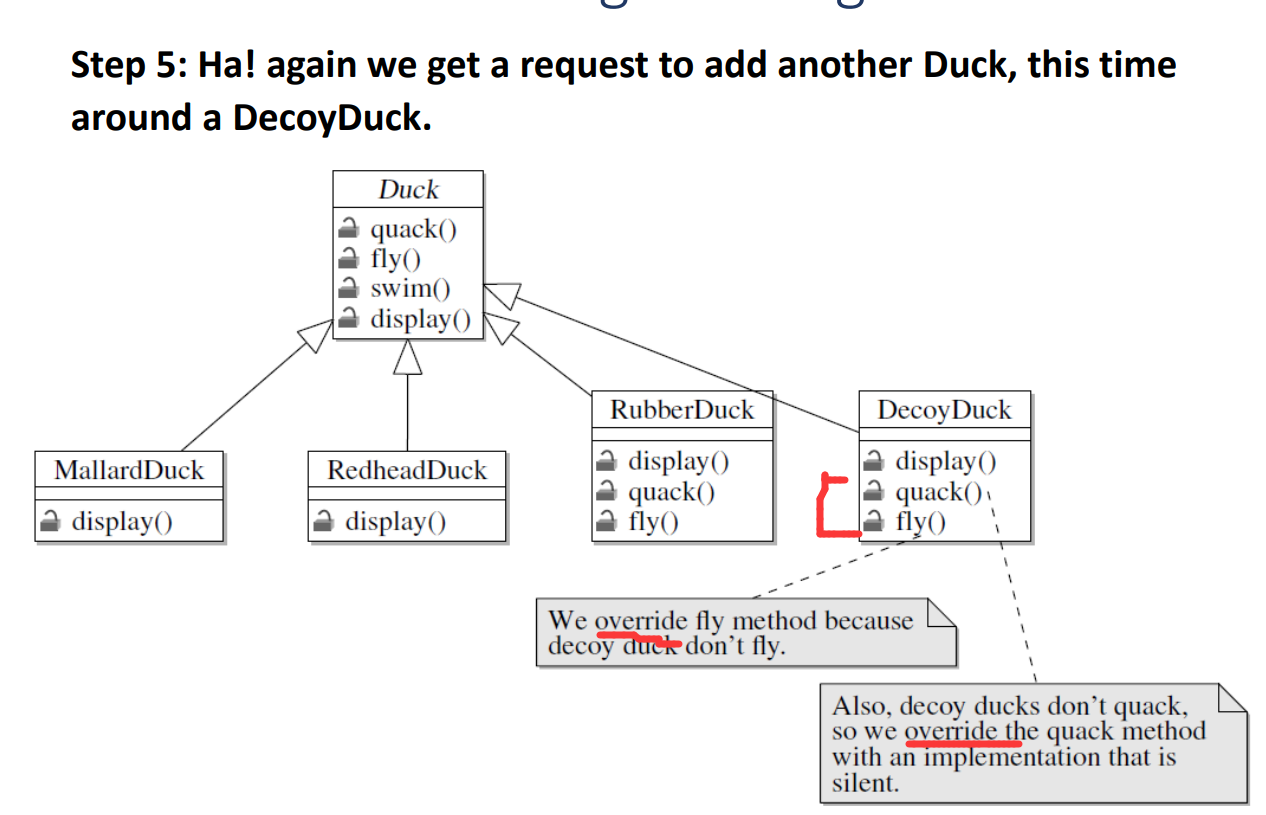 Step 5: Ha! again we get a request to add another Duck, this time
around a DecoyDuck.
Duck
quack()
fly()
swim()
display()
MallardDuck
display()
RedheadDuck
display()
RubberDuck
display()
quack()
fly()
DecoyDuck
display()
quack()
fly()
We override fly method because
decoy duck don't fly.
Also, decoy ducks don't quack,
so we override the quack method
with an implementation that is
silent.